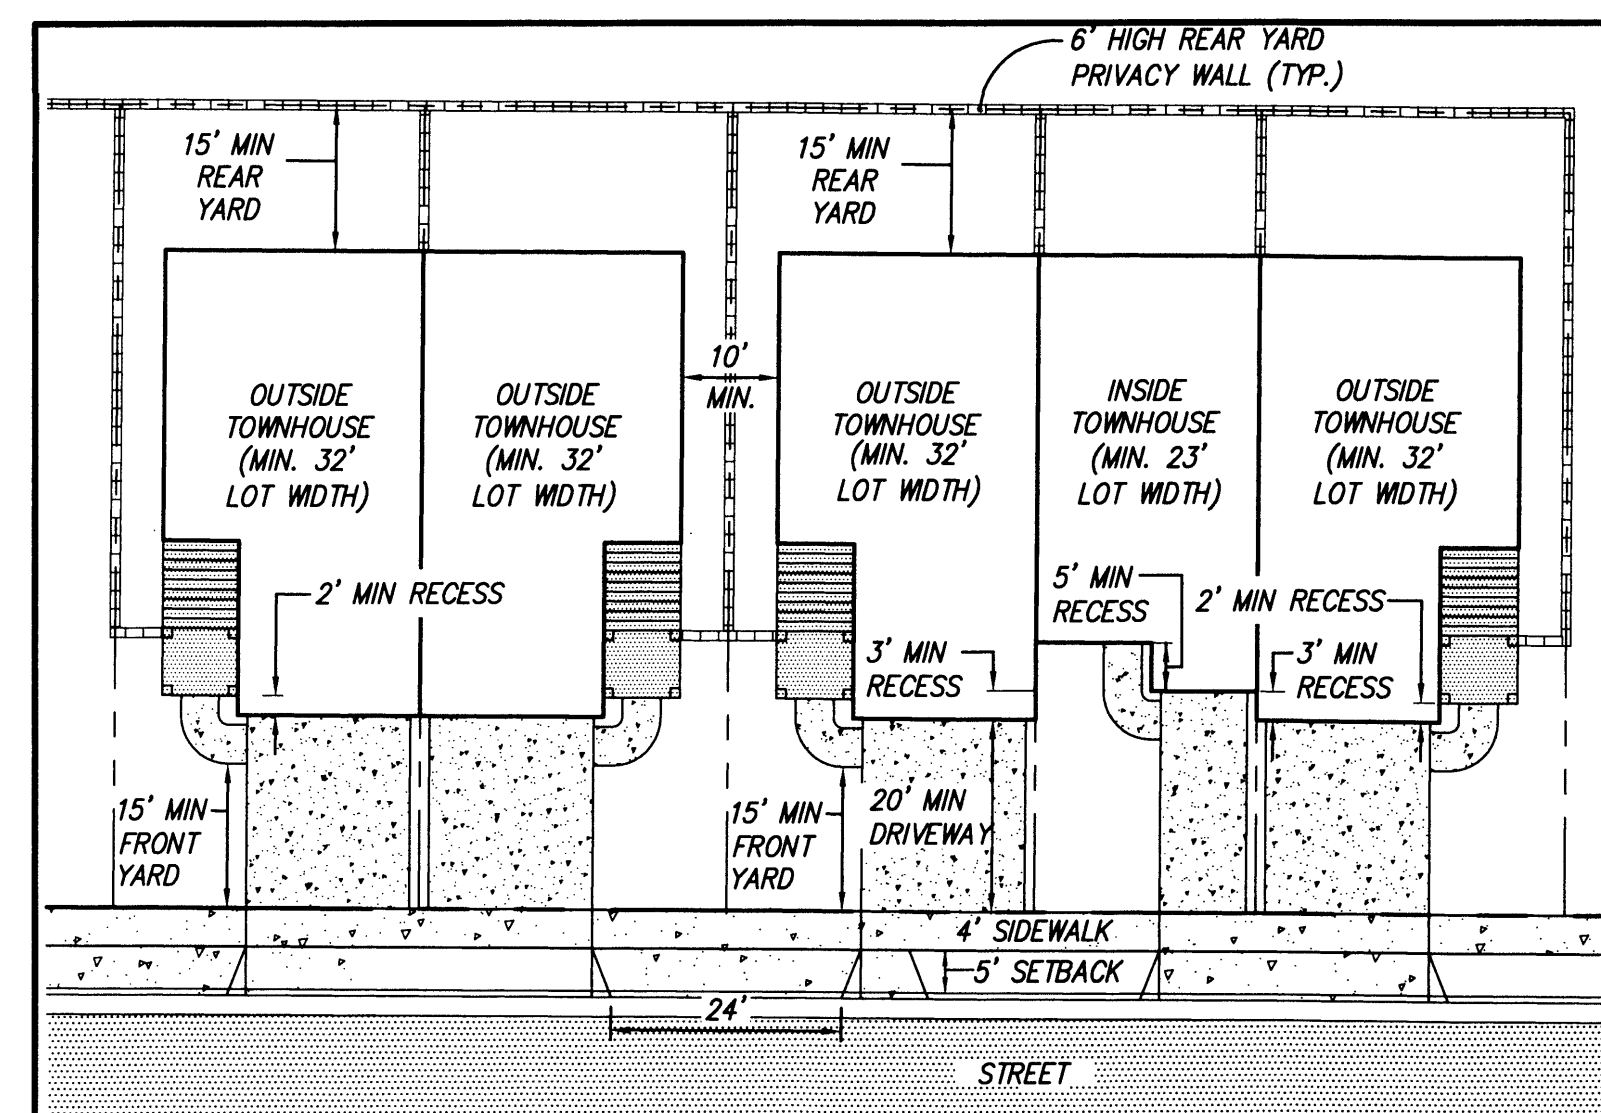 6' HIGH REAR YARD
PRIVACY WALL (TYP.)
15' MIN
REAR
YARD
15' MIN
REAR
YARD
10'
MIN.
OUTSIDE
TOWNHOUSE
(MIN. 32'
LOT WIDTH)
OUTSIDE
TOWNHOUSE
(MIN. 32'
LOT WIDTH)
OUTSIDE
TOWNHOUSE
(MIN. 32'
LOT WIDTH)
INSIDE
TOWNHOUSE
(MIN. 23'
LOT WIDTH)
OUTSIDE
TOWNHOUSE
(MIN. 32'
LOT WIDTH)
2' MIN RECESS
5' MIN
RECESS
2' MIN RECESS
3' MIN
RECESS
3' MIN
RECESS
15' MIN
FRONT
YARD
15' MIN
FRONT
YARD
20' MIN
DRIVEWAY
4' SIDEWALK
5' SETBACK
24'
STREET